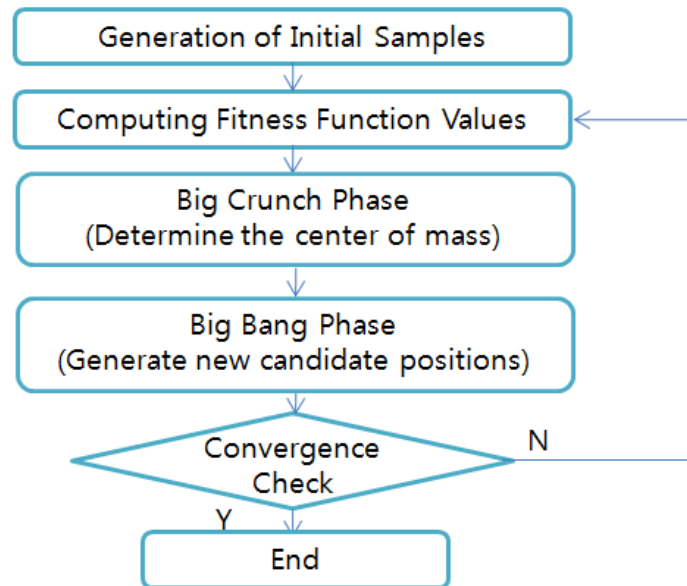 Generation of Initial Samples
Computing Fitness Function Values
Big Crunch Phase
(Determine the center of mass)
Big Bang Phase
(Generate new candidate positions)
Convergence
Check
N
Y
End